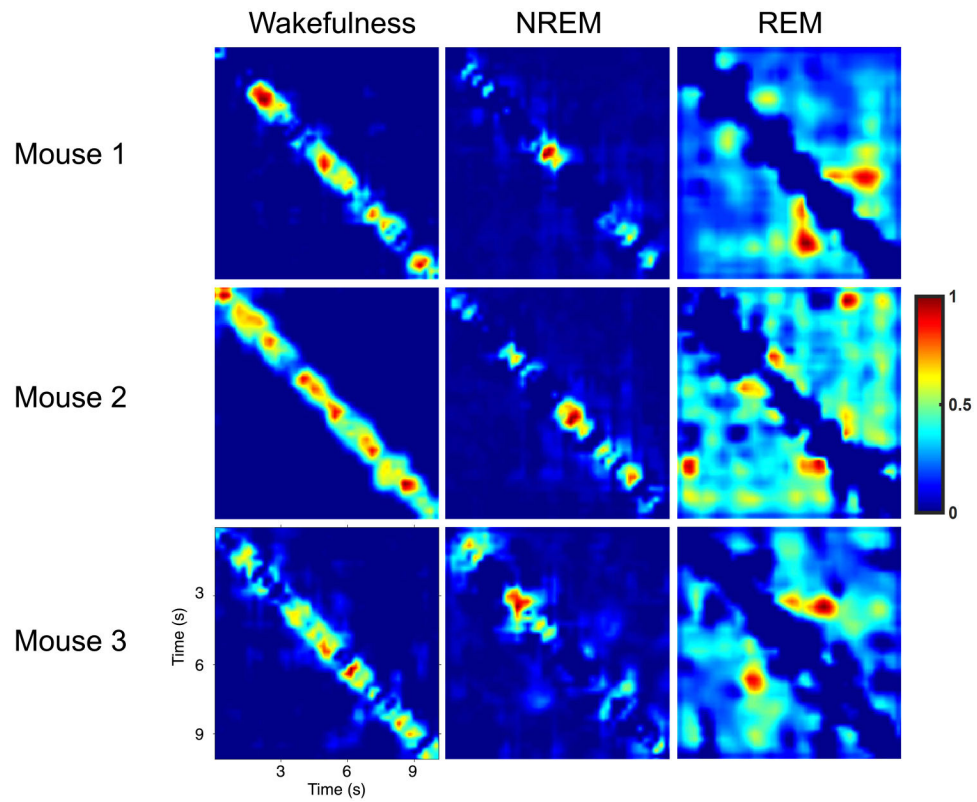 Wakefulness NREM REM
Mouse 1
Mouse 2
1
0.5
0
Mouse 3
Time (s)
3
6
9
3 6 9
Time (s)